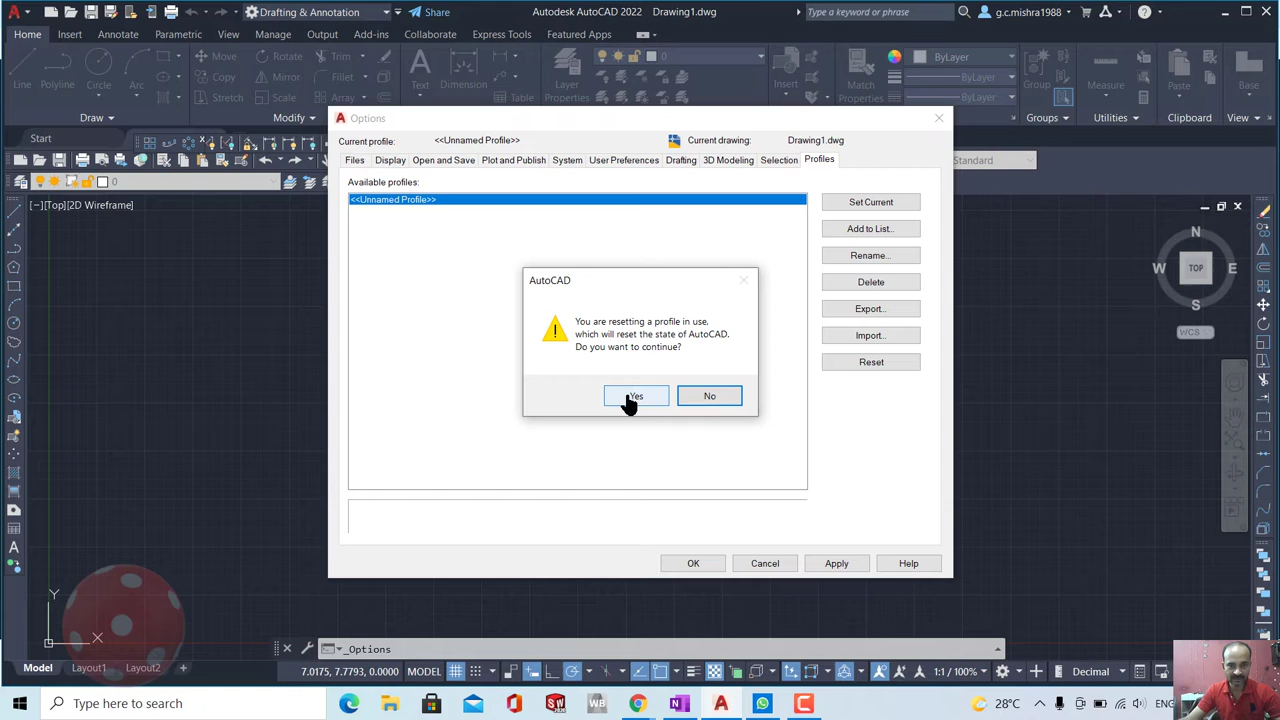 Drafting & Annotation
Share
Autodesk AutoCAD 2022 Drawing1.dwg
Type a keyword or phrase
g.c.mishra1988
Home Insert Annotate Parametric View Manage Output Add-ins Collaborate Express Tools Featured Apps
Line Polyline Circle Arc
Move Rotate Trim
Copy Mirror Fillet
Stretch Scale Array
Text Dimension
Table
Layer
Properties
0
Insert
Match
Properties
ByLayer
ByLayer
ByLayer
Group
Measure
Paste
Base
Draw
Groups
Utilities
Clipboard
View
Start
0
Standard
[−][Top][2D Wireframe]
Options
Current profile: <<Unnamed Profile>> Current drawing: Drawing1.dwg
Files Display Open and Save Plot and Publish System User Preferences Drafting 3D Modeling Selection Profiles
Available profiles:
<<Unnamed Profile>>
Set Current
Add to List...
Rename...
Delete
Export...
Import...
Reset
AutoCAD
You are resetting a profile in use,
which will reset the state of AutoCAD.
Do you want to continue?
Yes No
OK Cancel Apply Help
N
W TOP E
S
WCS
Y
X
_Options
Model Layout1 Layout2
7.0175, 7.7793, 0.0000 MODEL
1:1 / 100%
Decimal
Type here to search
28°C
ENG